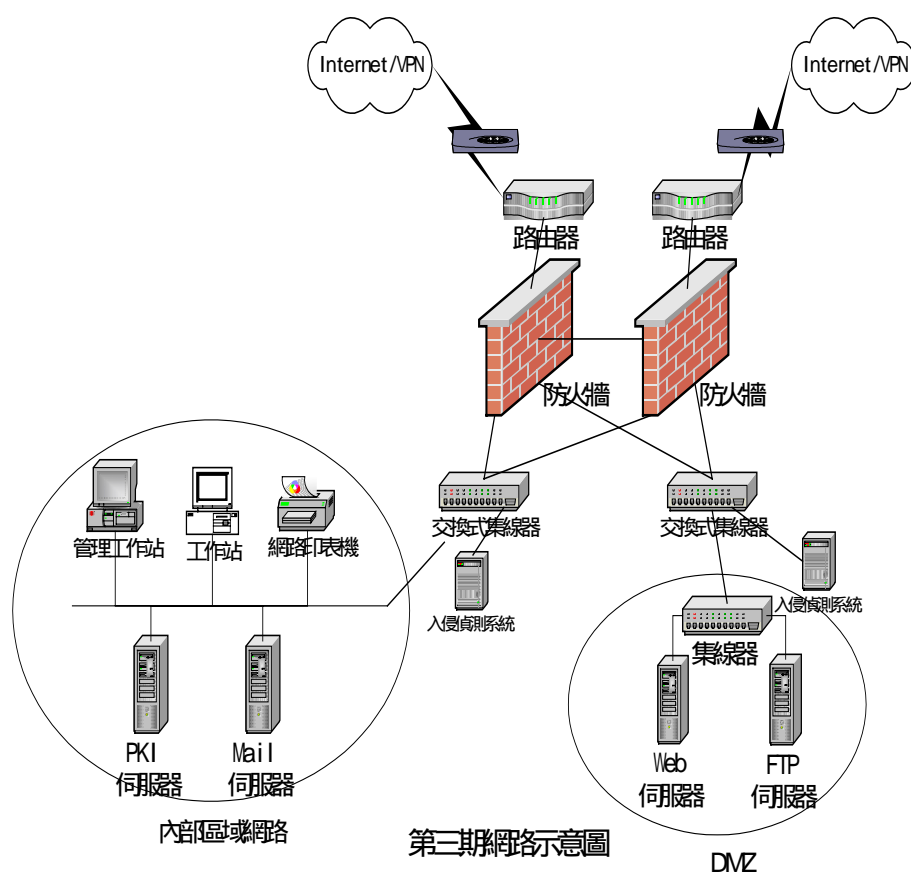 Internet/VPN
Internet/VPN
路由器
路由器
防火牆
防火牆
交換式集線器
交換式集線器
管理工作站
工作站
網路印表機
入侵偵測系統
入侵偵測系統
集線器
PKI
伺服器
Mail
伺服器
Web
伺服器
FTP
伺服器
內部區域網路
第三期網路示意圖
DMZ